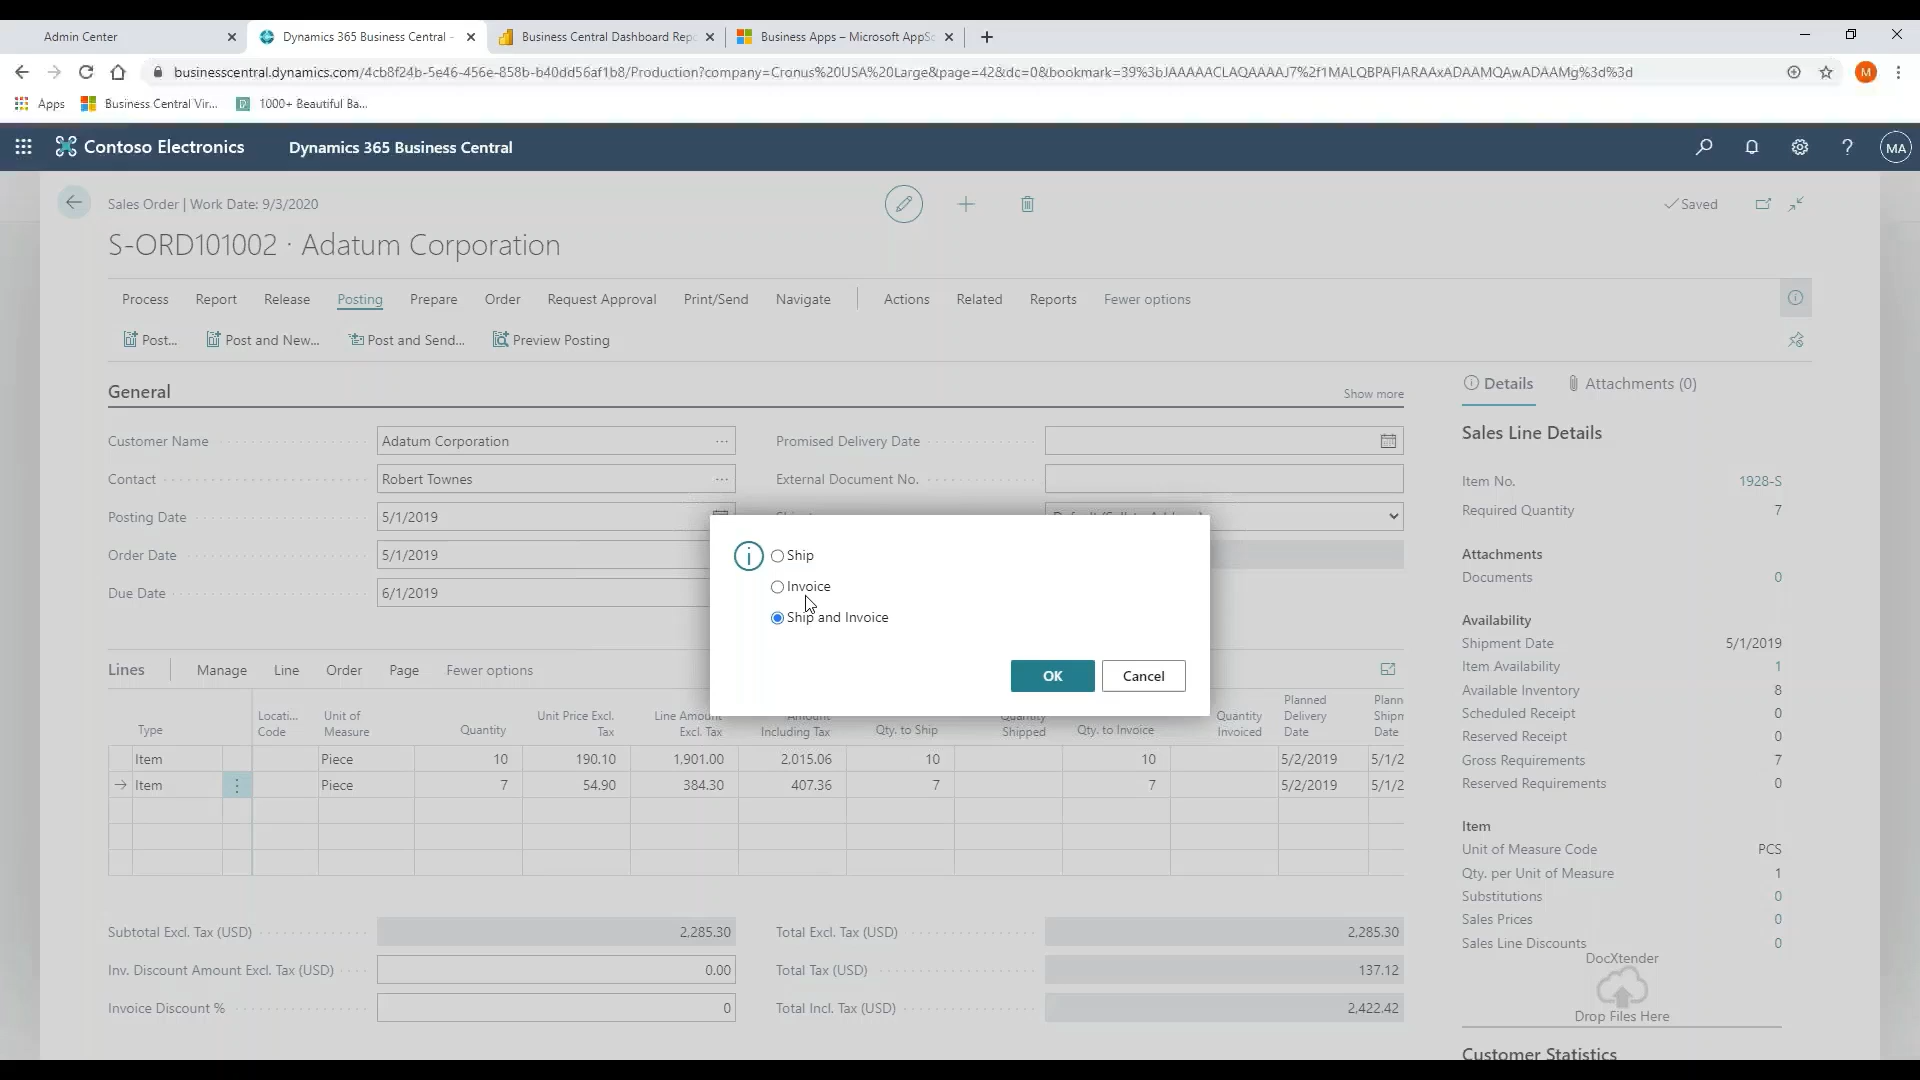 Admin Center
Dynamics 365 Business Central -
Business Central Dashboard Rep
Business Apps – Microsoft AppSo
businesscentral.dynamics.com/4cb8f24b-5e46-456e-858b-b40dd56af1b8/Production?company=Cronus%20USA%20Large&page=42&dc=0&bookmark=39%3bJAAAAACLAQAAAAJ7%2f1MALQBPAFIARAAxADAAMQAwADAAMg%3d%3d
M
Apps
Business Central Vir...
1000+ Beautiful Ba...
Contoso Electronics
Dynamics 365 Business Central
MA
Sales Order | Work Date: 9/3/2020
Saved
S-ORD101002 · Adatum Corporation
Process Report Release Posting Prepare Order Request Approval Print/Send Navigate Actions Related Reports Fewer options
Post... Post and New... Post and Send... Preview Posting
General
Show more
Customer Name Adatum Corporation ...
Promised Delivery Date
Contact Robert Townes ...
External Document No.
Posting Date 5/1/2019
Order Date 5/1/2019
Due Date 6/1/2019
Ship
Invoice
Ship and Invoice
OK Cancel
Lines Manage Line Order Page Fewer options
Type
Locati... Code
Unit of Measure
Quantity
Unit Price Excl. Tax
Line Amount Excl. Tax
Amount Including Tax
Qty. to Ship
Quantity Shipped
Qty. to Invoice
Quantity Invoiced
Planned Delivery Date
Planr Shipm Date
Item Piece 10 190.10 1,901.00 2,015.06 10 10 5/2/2019 5/1/2
Item Piece 7 54.90 384.30 407.36 7 7 5/2/2019 5/1/2
Subtotal Excl. Tax (USD) 2,285.30
Total Excl. Tax (USD) 2,285.30
Inv. Discount Amount Excl. Tax (USD) 0.00
Total Tax (USD) 137.12
Invoice Discount % 0
Total Incl. Tax (USD) 2,422.42
Details
Attachments (0)
Sales Line Details
Item No. 1928-S
Required Quantity 7
Attachments
Documents 0
Availability
Shipment Date 5/1/2019
Item Availability 1
Available Inventory 8
Scheduled Receipt 0
Reserved Receipt 0
Gross Requirements 7
Reserved Requirements 0
Item
Unit of Measure Code PCS
Qty. per Unit of Measure 1
Substitutions 0
Sales Prices 0
Sales Line Discounts 0
DocXtender
Drop Files Here
Customer Statistics